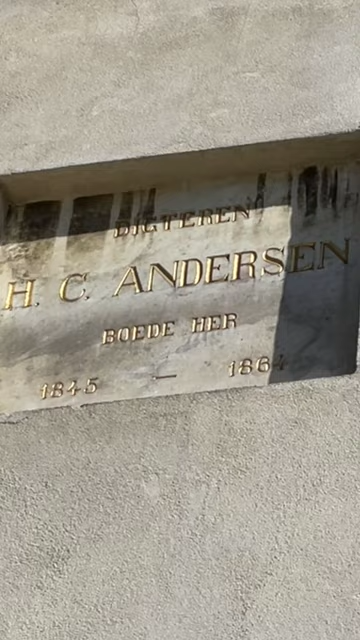 DIGTEREN
H. C. ANDERSEN
BOEDE HER
1845 — 1864